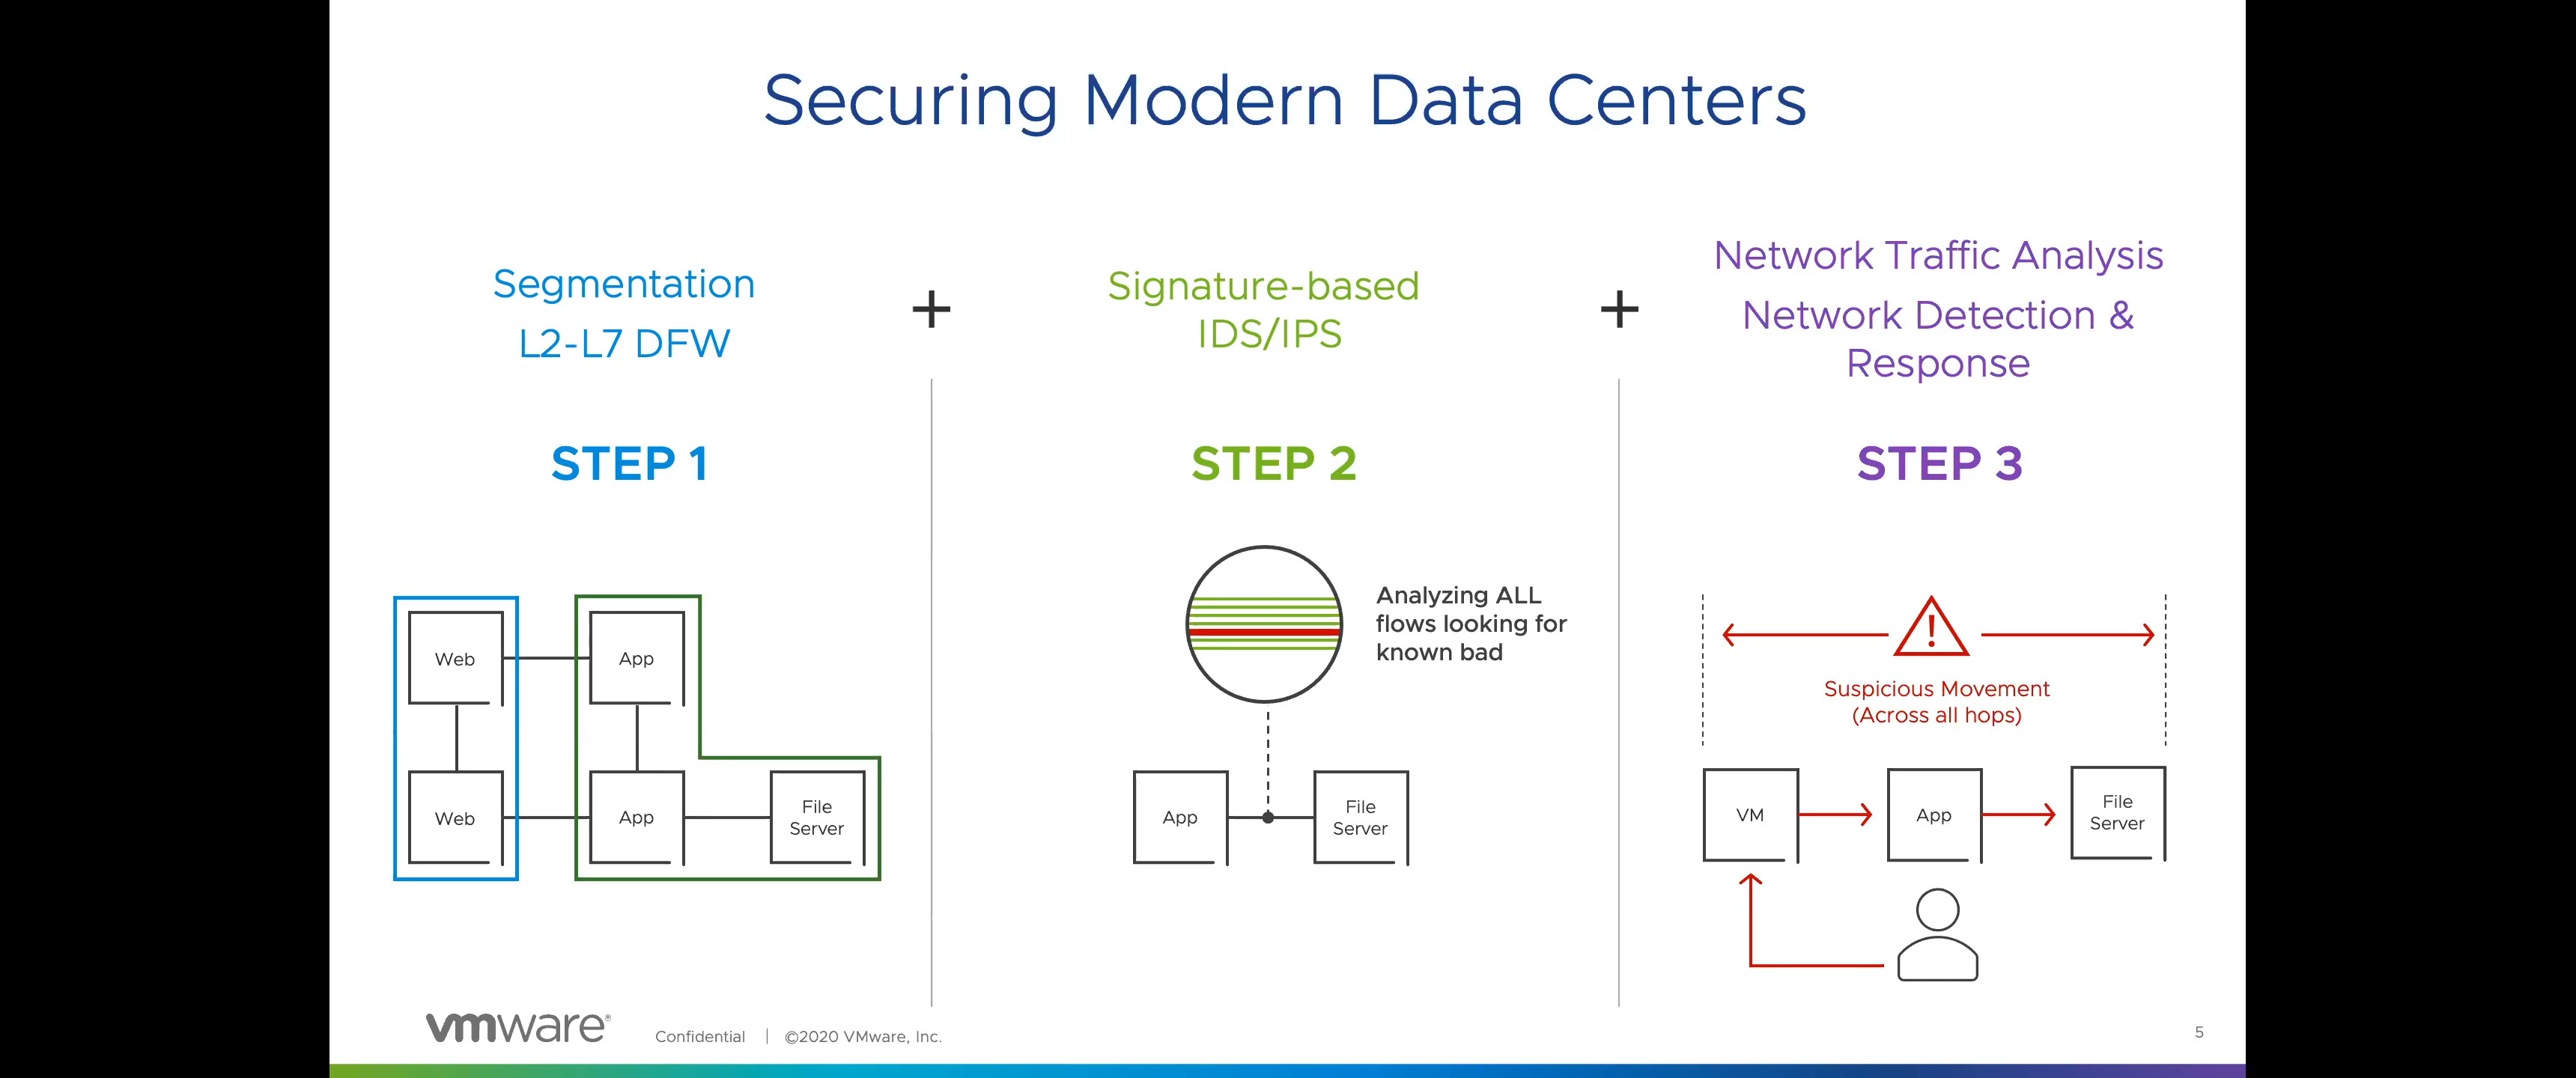 Securing Modern Data Centers
Segmentation
L2-L7 DFW
+
Signature-based
IDS/IPS
+
Network Traffic Analysis
Network Detection &
Response
STEP 1
STEP 2
STEP 3
Web
App
Web
App
File
Server
Analyzing ALL
flows looking for
known bad
App
File
Server
!
Suspicious Movement
(Across all hops)
VM
App
File
Server
vmware®
Confidential | ©2020 VMware, Inc.
5